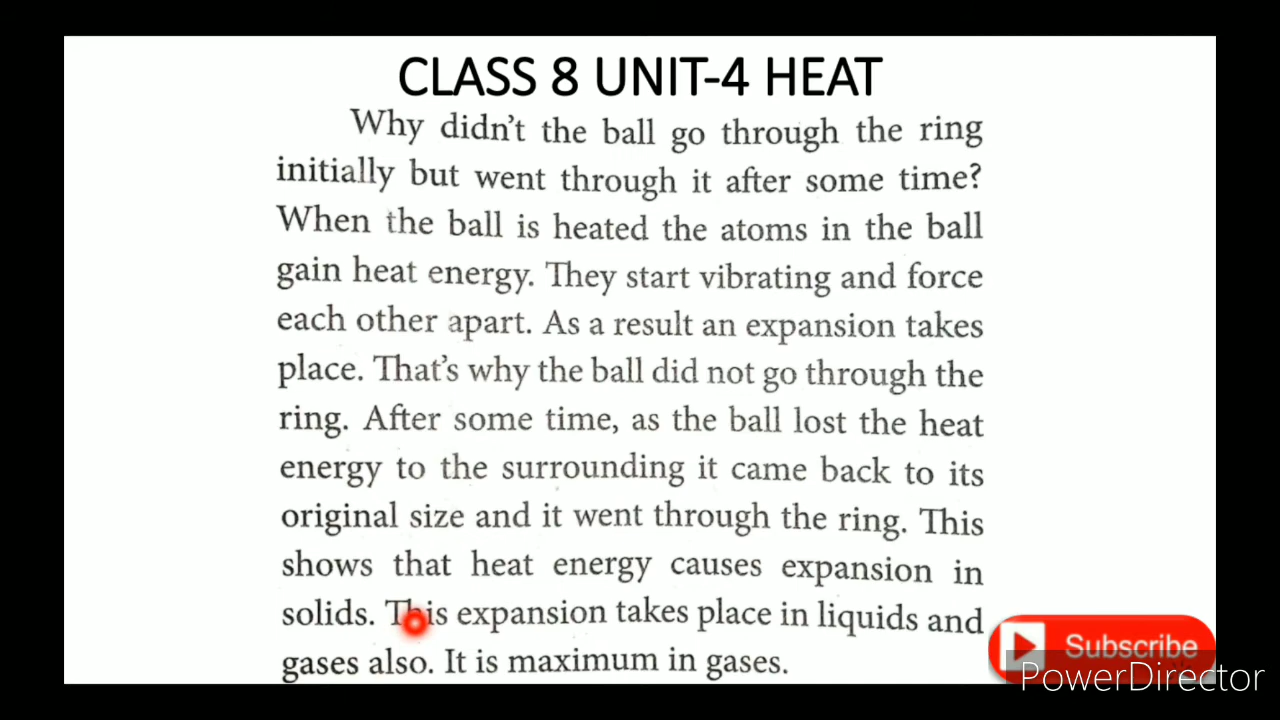 CLASS 8 UNIT-4 HEAT
Why didn't the ball go through the ring
initially but went through it after some time?
When the ball is heated the atoms in the ball
gain heat energy. They start vibrating and force
each other apart. As a result an expansion takes
place. That's why the ball did not go through the
ring. After some time, as the ball lost the heat
energy to the surrounding it came back to its
original size and it went through the ring. This
shows that heat energy causes expansion in
solids. This expansion takes place in liquids and
gases also. It is maximum in gases.
Subscribe
PowerDirector